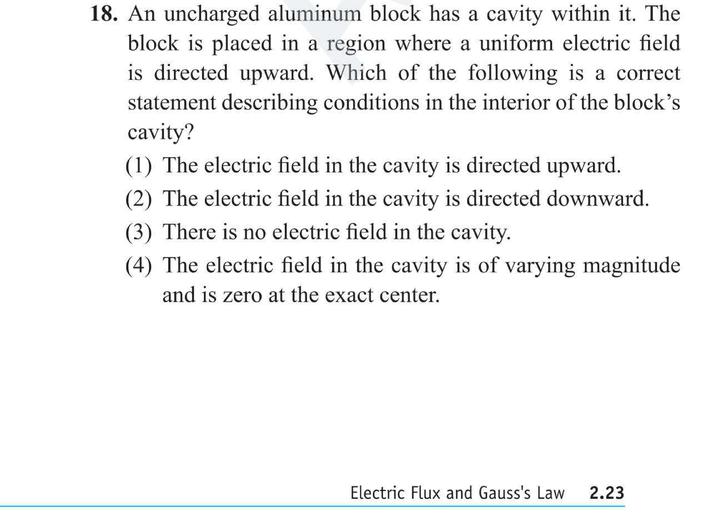 18. An uncharged aluminum block has a cavity within it. The
block is placed in a region where a uniform electric field
is directed upward. Which of the following is a correct
statement describing conditions in the interior of the block's
cavity?
(1) The electric field in the cavity is directed upward.
(2) The electric field in the cavity is directed downward.
(3) There is no electric field in the cavity.
(4) The electric field in the cavity is of varying magnitude
and is zero at the exact center.
Electric Flux and Gauss's Law 2.23